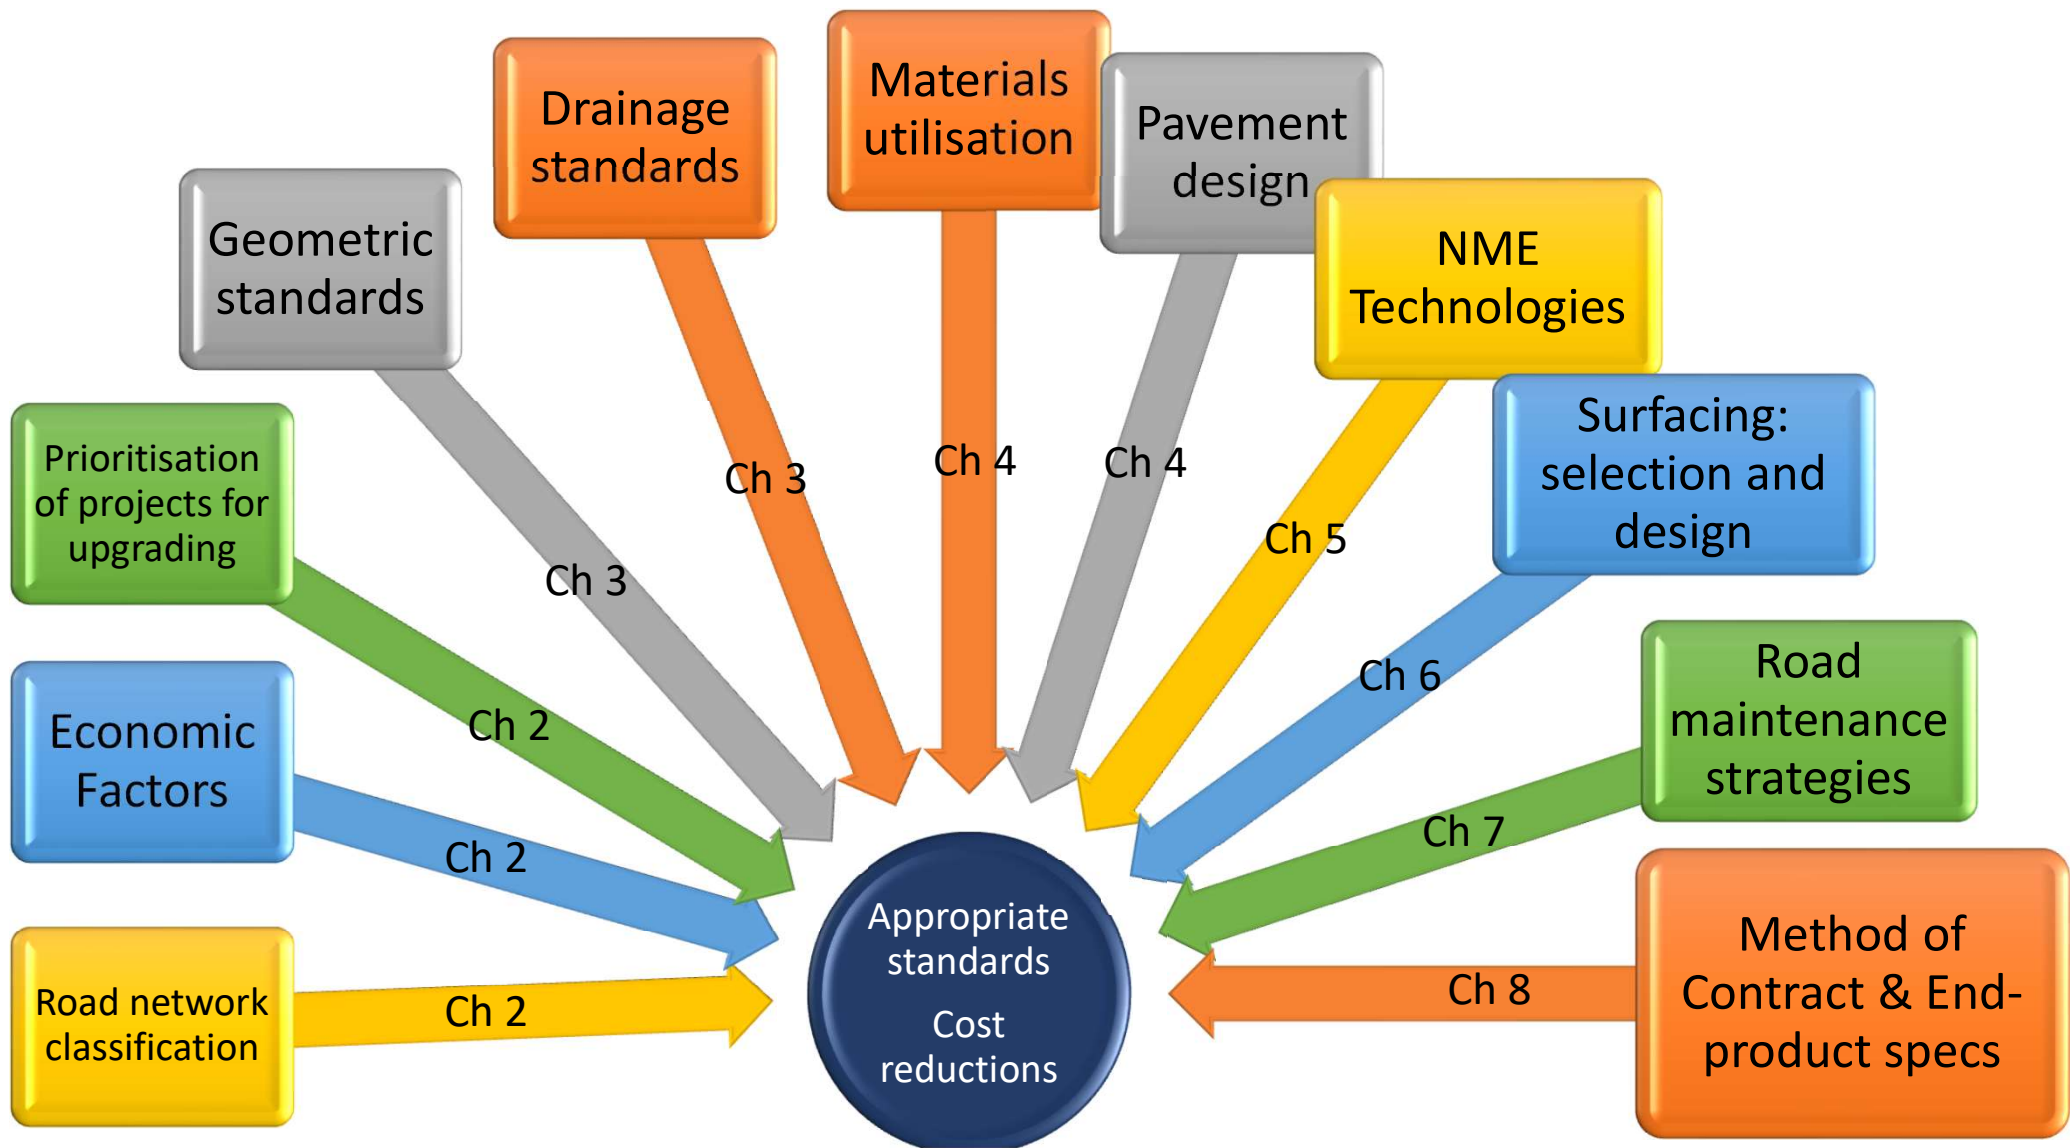 Materials
utilisation
Drainage
standards
Pavement
design
Geometric
standards
NME
Technologies
Surfacing:
selection and
design
Prioritisation
of projects for
upgrading
Ch 3
Ch 4
Ch 4
Ch 5
Ch 3
Road
maintenance
strategies
Ch 6
Economic
Factors
Ch 2
Ch 7
Ch 2
Method of
Contract & End-
product specs
Ch 8
Road network
classification
Ch 2
Appropriate
standards
Cost
reductions